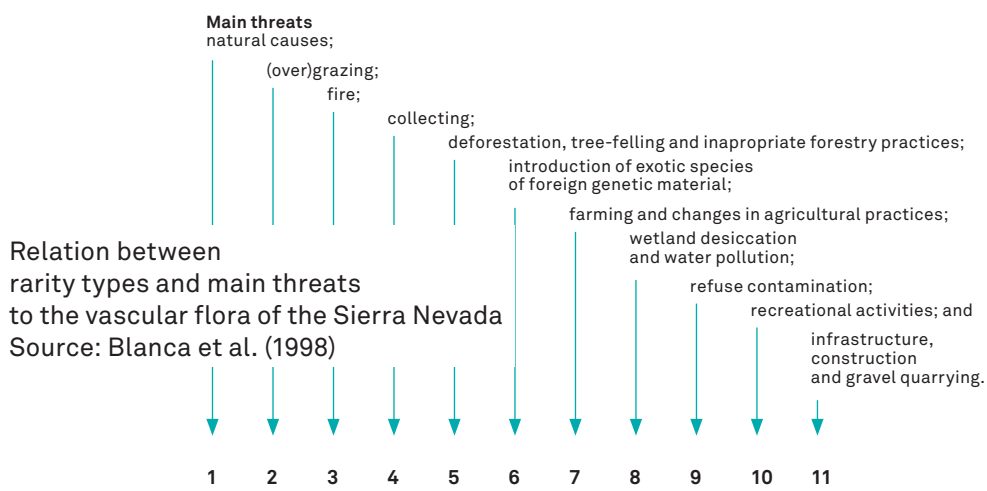 Main threats
natural causes;
(over)grazing;
fire;
collecting;
deforestation, tree-felling and inapropriate forestry practices;
introduction of exotic species
of foreign genetic material;
farming and changes in agricultural practices;
wetland desiccation
and water pollution;
refuse contamination;
recreational activities; and
infrastructure,
construction
and gravel quarrying.
Relation between
rarity types and main threats
to the vascular flora of the Sierra Nevada
Source: Blanca et al. (1998)
1 2 3 4 5 6 7 8 9 10 11